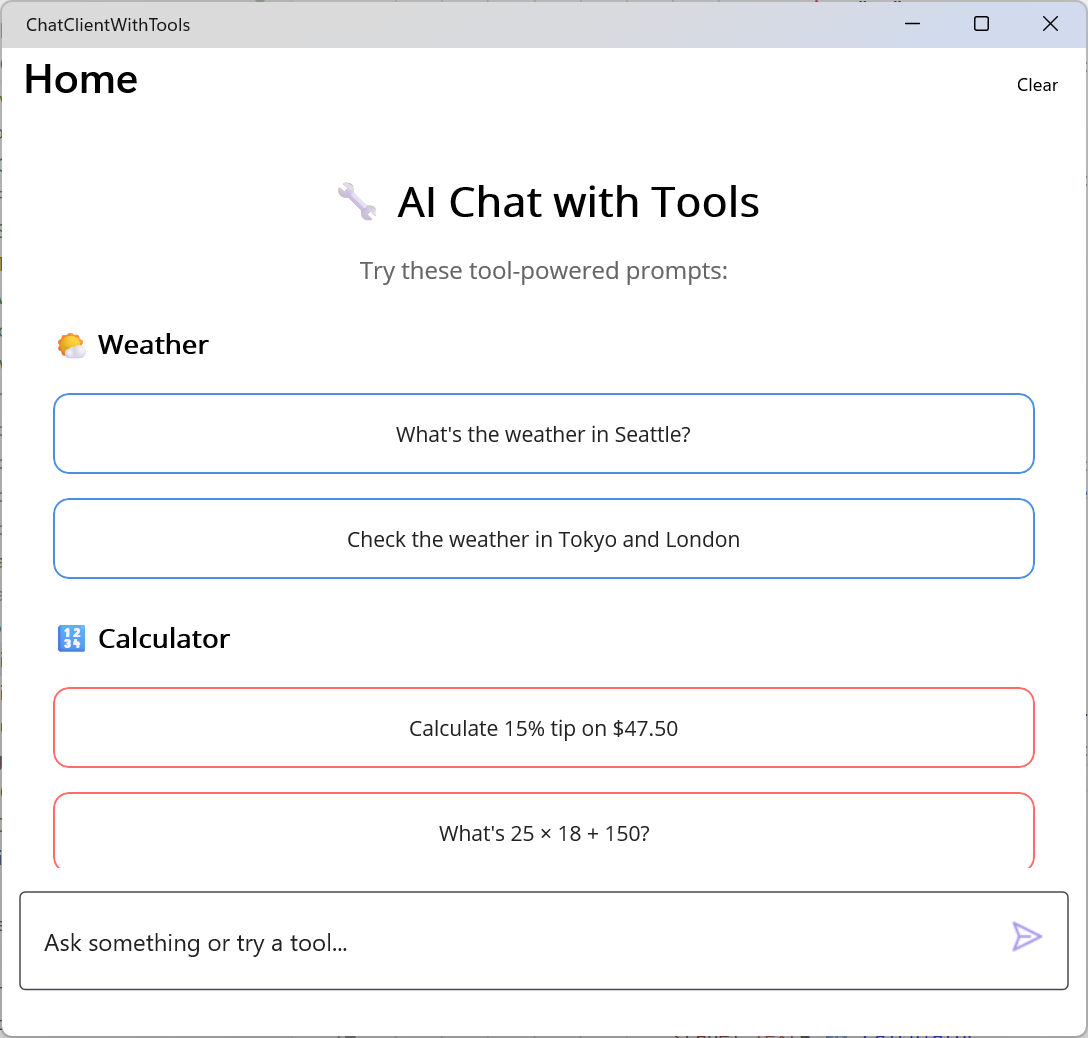 ChatClientWithTools
Home
Clear
AI Chat with Tools
Try these tool-powered prompts:
Weather
What's the weather in Seattle?
Check the weather in Tokyo and London
Calculator
Calculate 15% tip on $47.50
What's 25 × 18 + 150?
Ask something or try a tool...